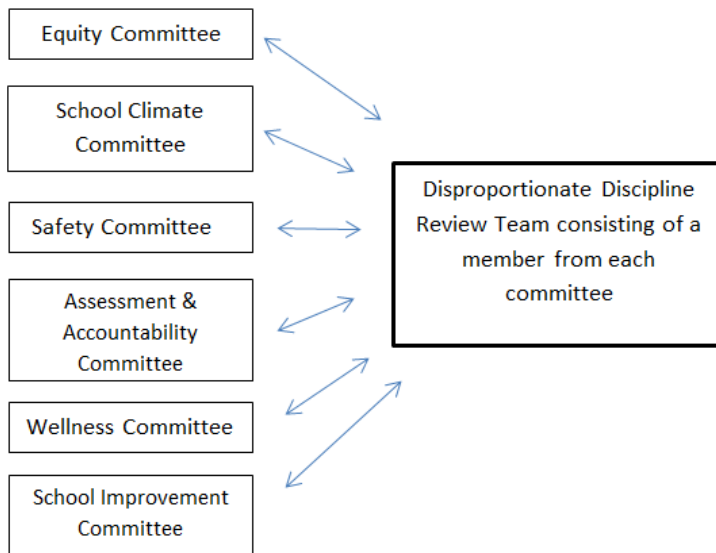 Equity Committee
School Climate
Committee
Safety Committee
Assessment &
Accountability
Committee
Wellness Committee
School Improvement
Committee
Disproportionate Discipline
Review Team consisting of a
member from each
committee